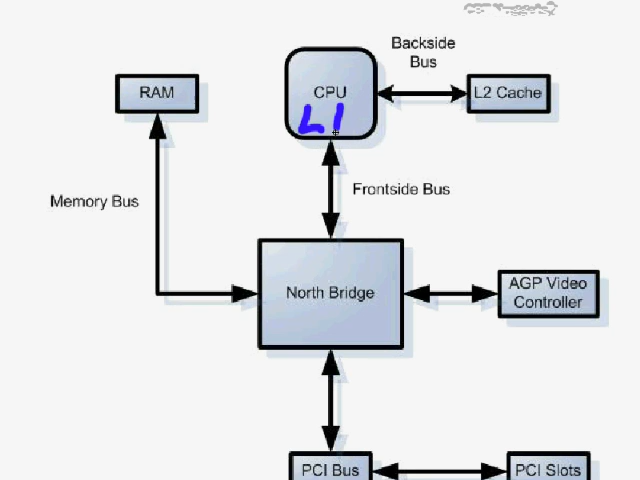 Backside
Bus
RAM
CPU
L2 Cache
L1
Frontside Bus
Memory Bus
North Bridge
AGP Video
Controller
PCI Bus
PCI Slots